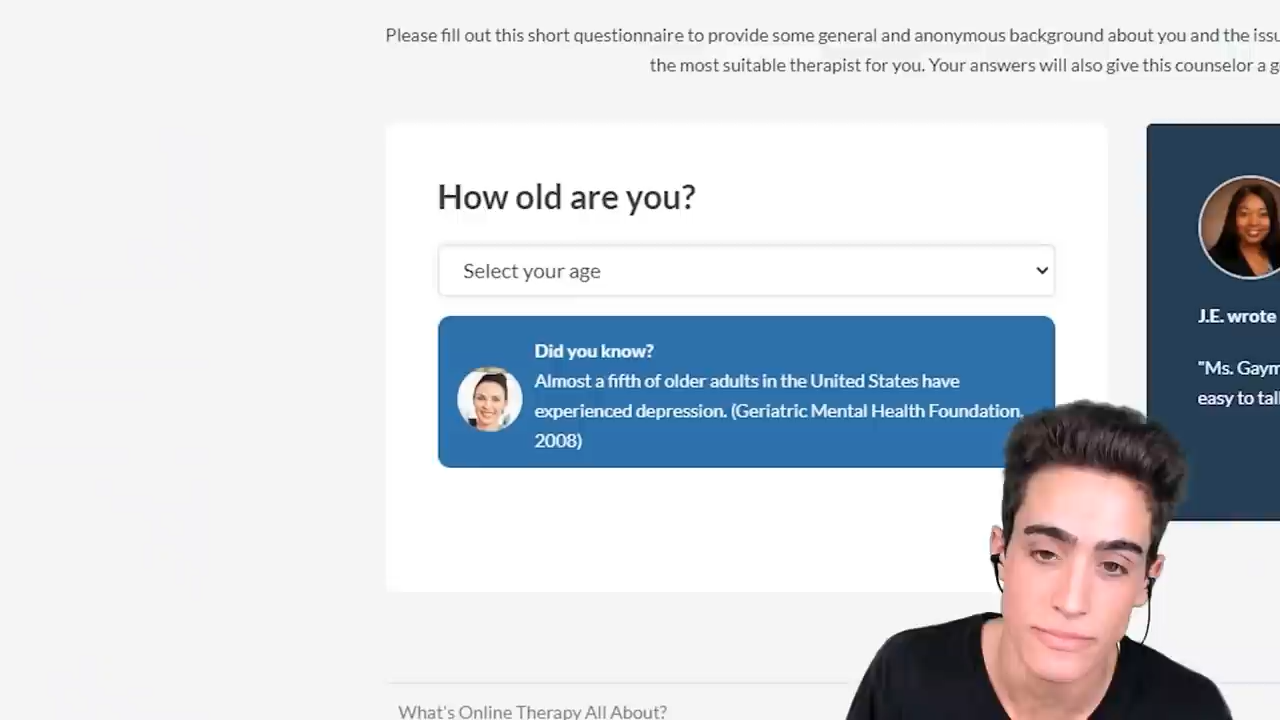 Please fill out this short questionnaire to provide some general and anonymous background about you and the issu
the most suitable therapist for you. Your answers will also give this counselor a g
How old are you?
Select your age
Did you know?
Almost a fifth of older adults in the United States have
experienced depression. (Geriatric Mental Health Foundation,
2008)
J.E. wrote
"Ms. Gaym
easy to tal
What's Online Therapy All About?